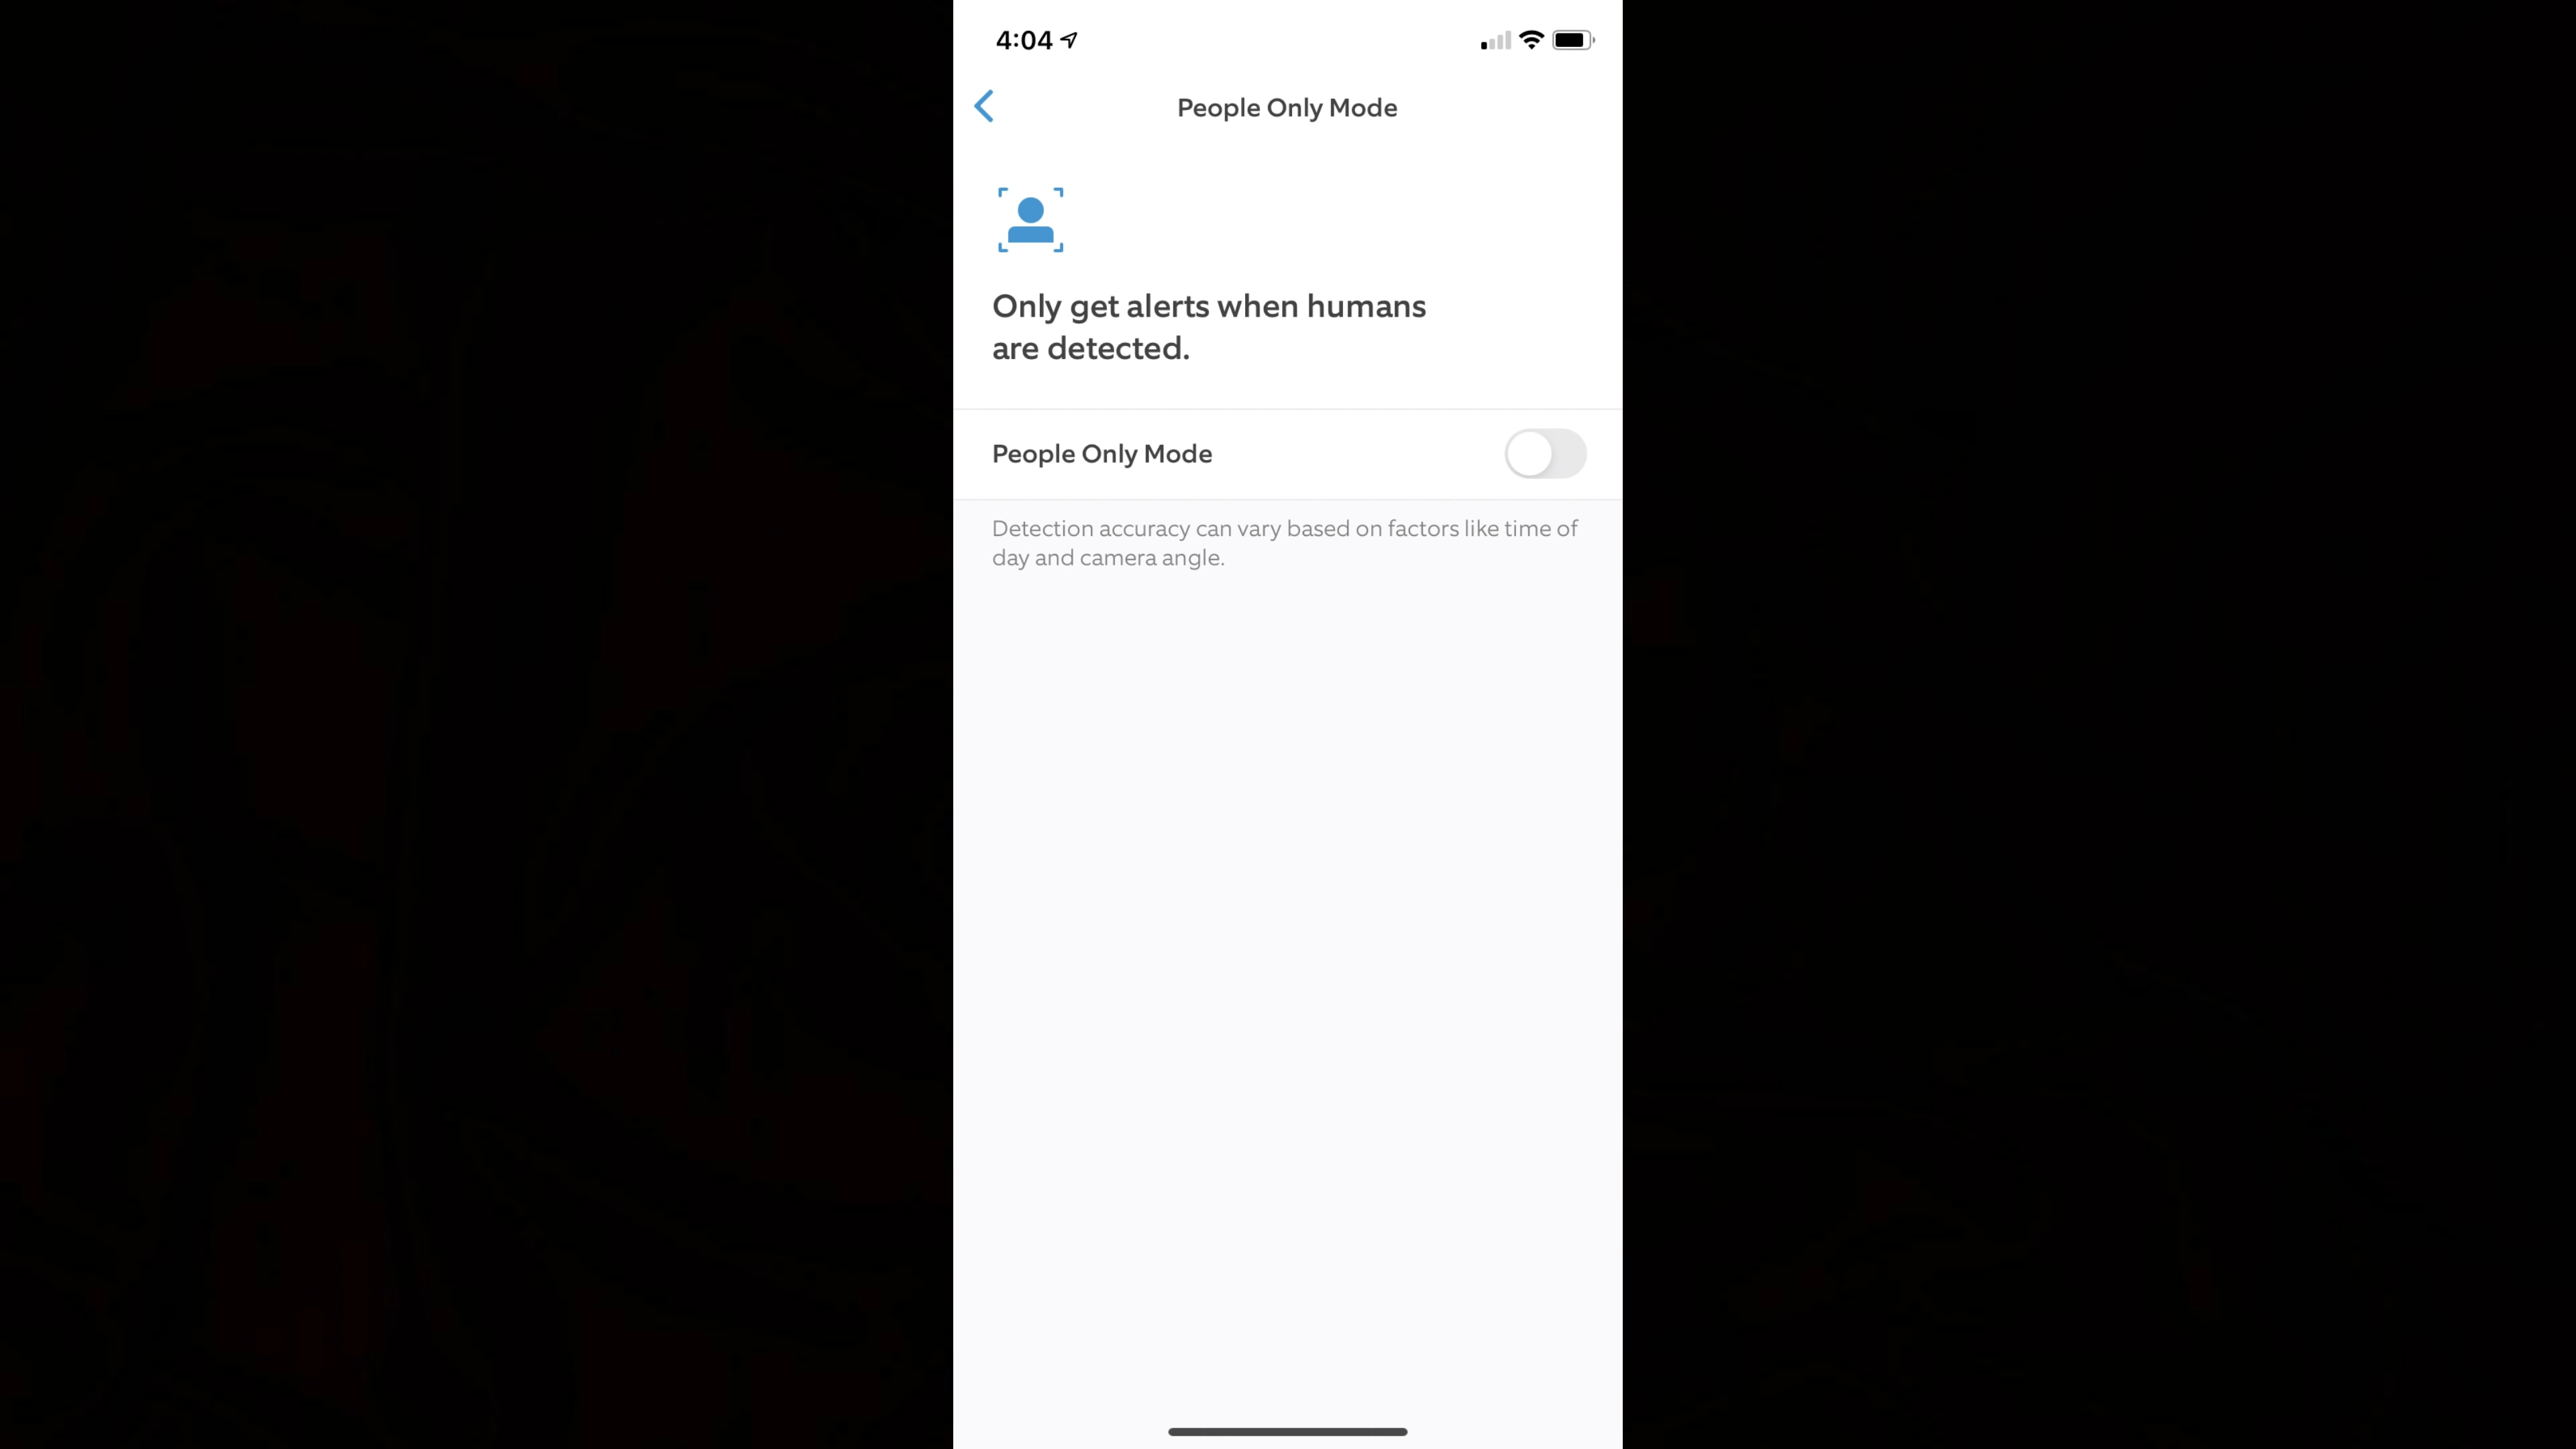 4:04
People Only Mode
Only get alerts when humans
are detected.
People Only Mode
Detection accuracy can vary based on factors like time of
day and camera angle.